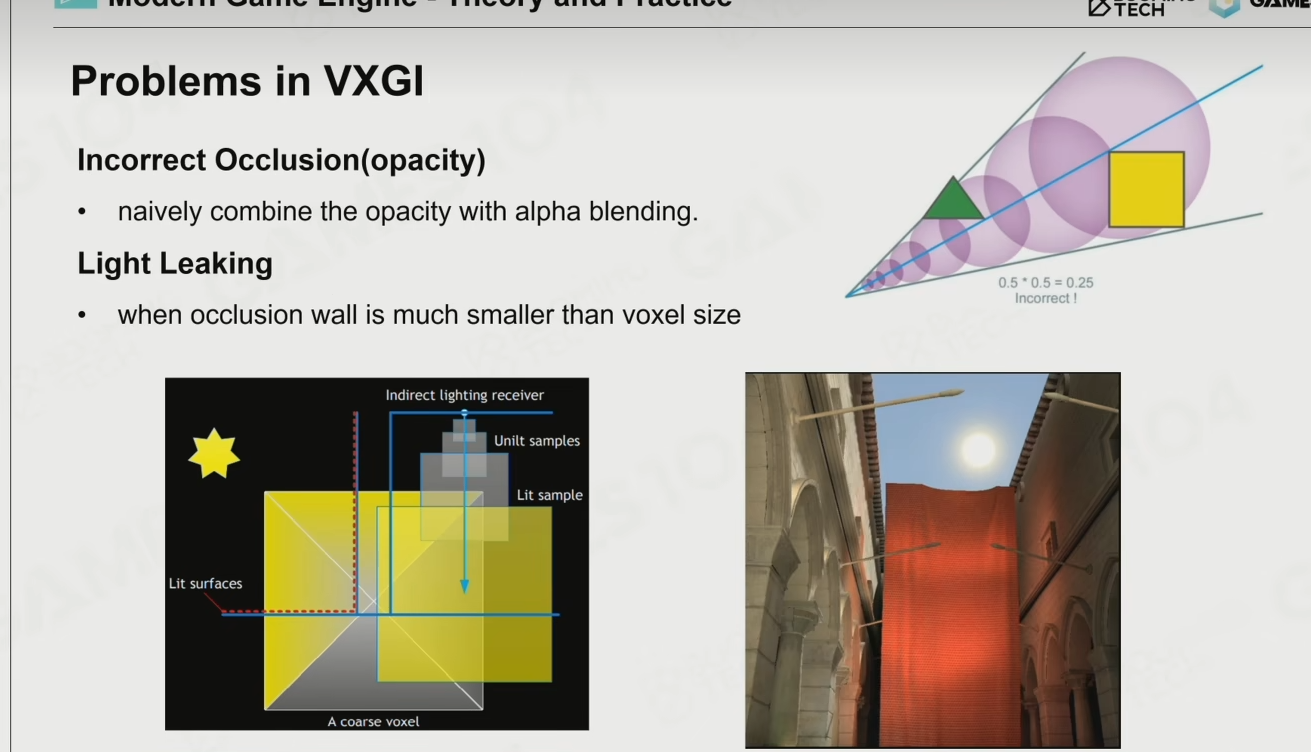 Modern Game Engine - Theory and Practice
TECH
Problems in VXGI
Incorrect Occlusion(opacity)
• naively combine the opacity with alpha blending.
Light Leaking
• when occlusion wall is much smaller than voxel size
0.5 * 0.5 = 0.25
Incorrect !
Indirect lighting receiver
Unilt samples
Lit sample
Lit surfaces
A coarse voxel